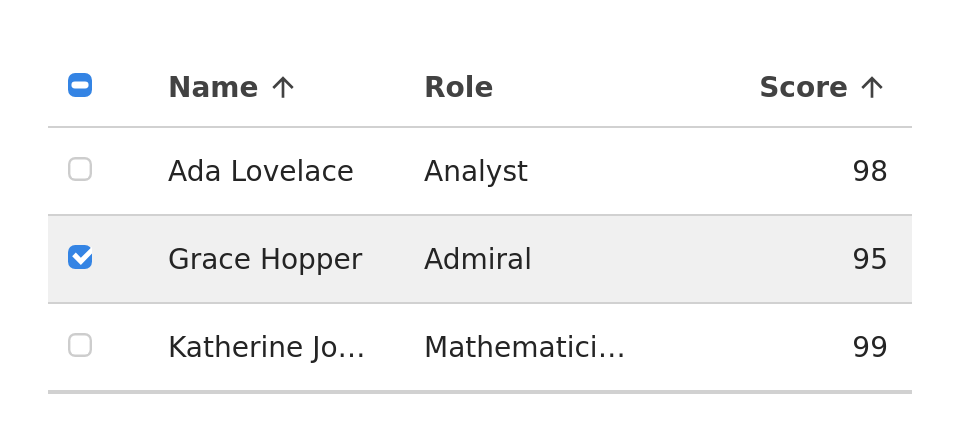 Name ↑ Role Score ↑
Ada Lovelace Analyst 98
Grace Hopper Admiral 95
Katherine Jo… Mathematici… 99